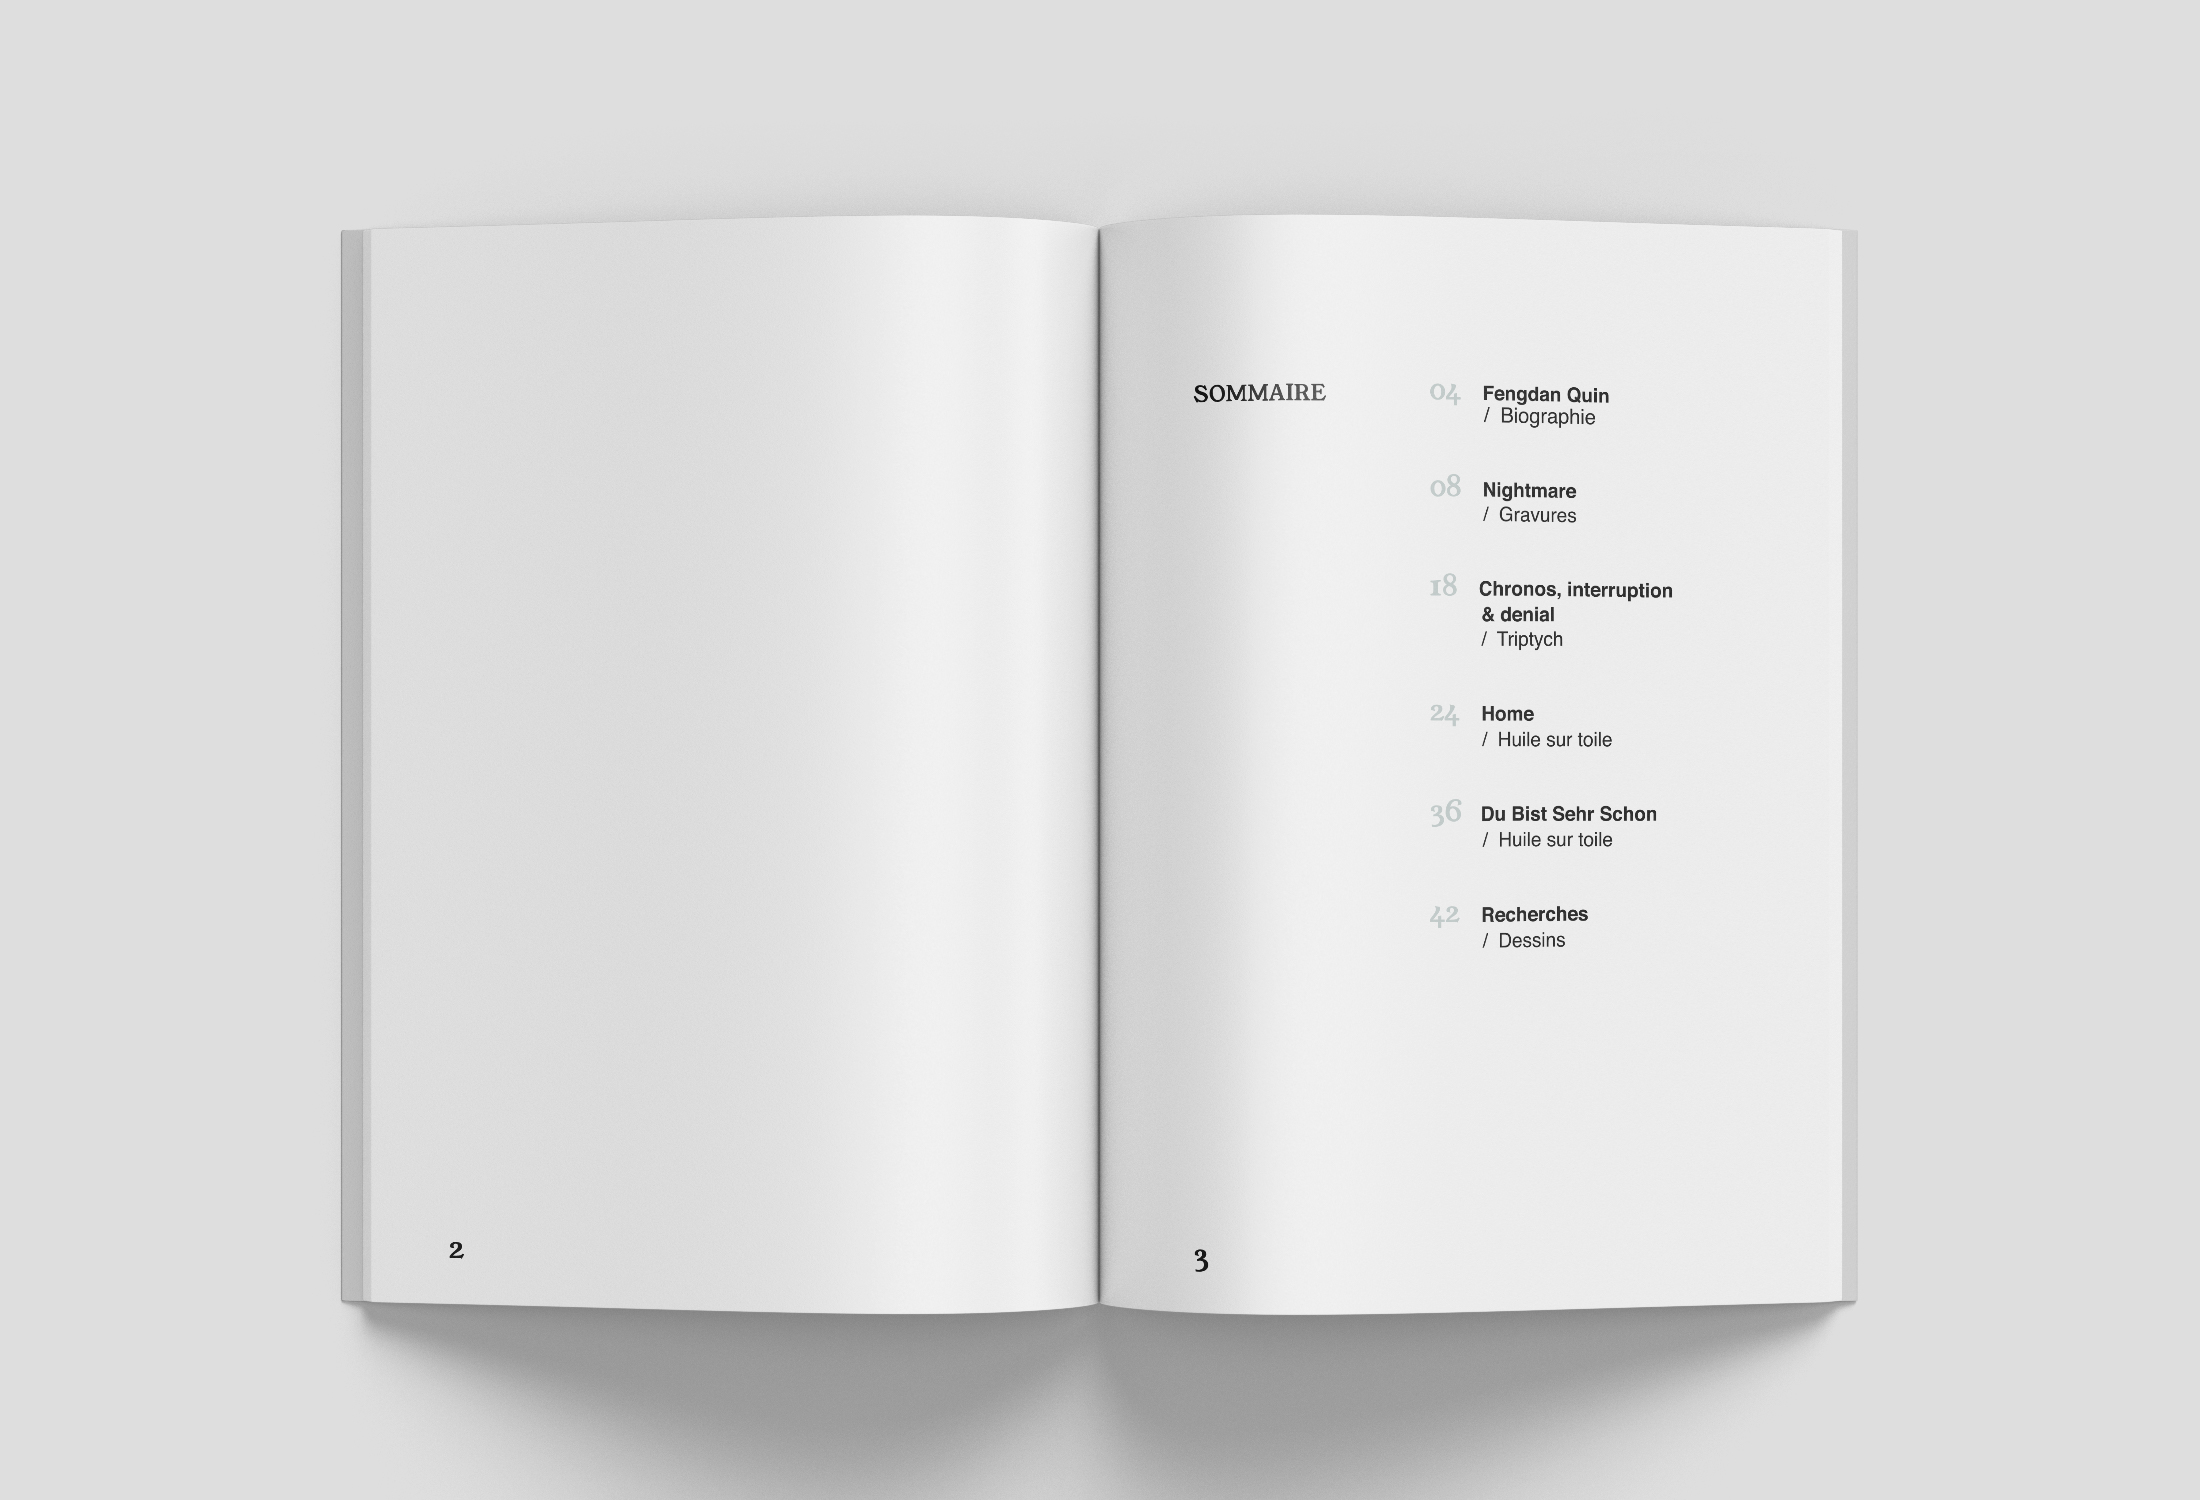 SOMMAIRE
04 Fengdan Quin
/ Biographie
08 Nightmare
/ Gravures
18 Chronos, interruption
& denial
/ Triptych
24 Home
/ Huile sur toile
36 Du Bist Sehr Schon
/ Huile sur toile
42 Recherches
/ Dessins
2
3